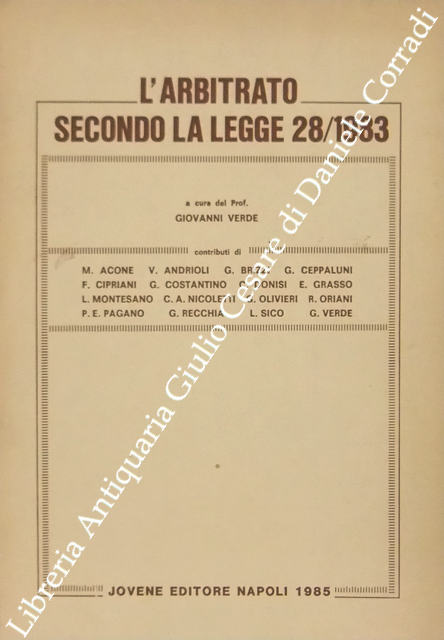 L'ARBITRATO
SECONDO LA LEGGE 28/1983
a cura del Prof.
GIOVANNI VERDE
contributi di
M. ACONE V. ANDRIOLI G. CEPPALUNI
F. CIPRIANI G. COSTANTINO DONISI E. GRASSO
L. MONTESANO C. A. NICOLETTI OLIVIERI R. ORIANI
P. E. PAGANO G. RECCHIA L. SICO G. VERDE
JOVENE EDITORE NAPOLI 1985
Libreria Antiquaria Giulio Cesare di Daniele Corradi